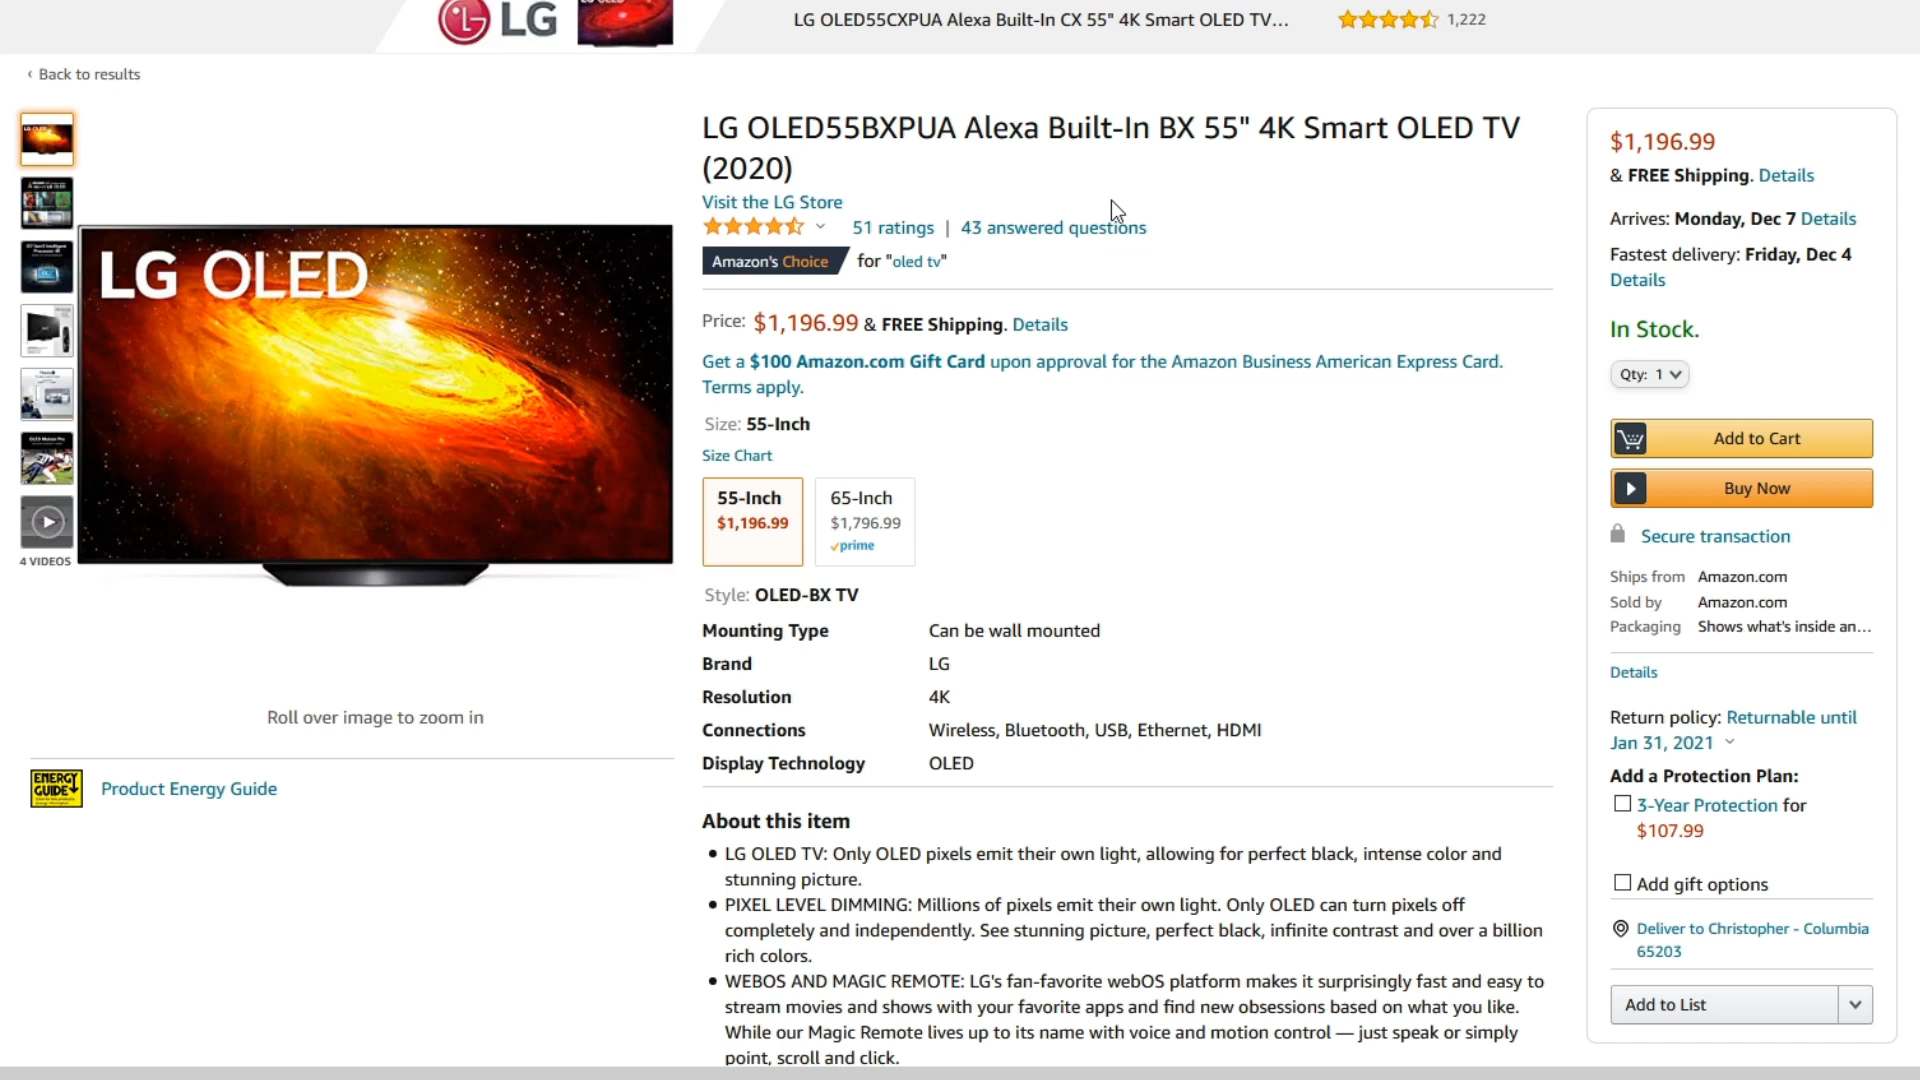 LG
LG OLED55CXPUA Alexa Built-In CX 55" 4K Smart OLED TV...
1,222
‹ Back to results
LG OLED55BXPUA Alexa Built-In BX 55" 4K Smart OLED TV
(2020)
Visit the LG Store
51 ratings | 43 answered questions
Amazon's Choice for "oled tv"
Price: $1,196.99 & FREE Shipping. Details
Get a $100 Amazon.com Gift Card upon approval for the Amazon Business American Express Card.
Terms apply.
Size: 55-Inch
Size Chart
55-Inch
$1,196.99
65-Inch
$1,796.99
prime
Style: OLED-BX TV
Mounting Type Can be wall mounted
Brand LG
Resolution 4K
Connections Wireless, Bluetooth, USB, Ethernet, HDMI
Display Technology OLED
About this item
• LG OLED TV: Only OLED pixels emit their own light, allowing for perfect black, intense color and
stunning picture.
• PIXEL LEVEL DIMMING: Millions of pixels emit their own light. Only OLED can turn pixels off
completely and independently. See stunning picture, perfect black, infinite contrast and over a billion
rich colors.
• WEBOS AND MAGIC REMOTE: LG's fan-favorite webOS platform makes it surprisingly fast and easy to
stream movies and shows with your favorite apps and find new obsessions based on what you like.
While our Magic Remote lives up to its name with voice and motion control — just speak or simply
point, scroll and click.
LG OLED
4 VIDEOS
Roll over image to zoom in
ENERGY
GUIDE
Product Energy Guide
$1,196.99
& FREE Shipping. Details
Arrives: Monday, Dec 7 Details
Fastest delivery: Friday, Dec 4
Details
In Stock.
Qty: 1
Add to Cart
Buy Now
Secure transaction
Ships from Amazon.com
Sold by Amazon.com
Packaging Shows what's inside an...
Details
Return policy: Returnable until
Jan 31, 2021
Add a Protection Plan:
3-Year Protection for
$107.99
Add gift options
Deliver to Christopher - Columbia
65203
Add to List